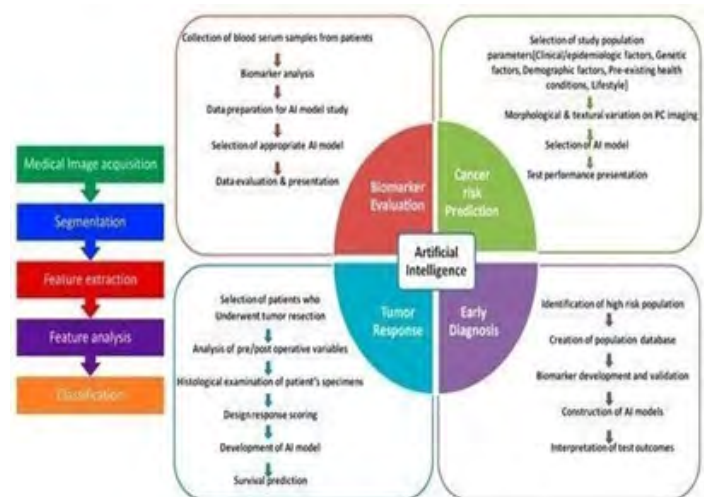 Medical Image acquisition
Segmentation
Feature extraction
Feature analysis
Classification
Collection of blood serum samples from patients
Biomarker analysis
Data preparation for AI model study
Selection of appropriate AI model
Data evaluation & presentation
Biomarker
Evaluation
Selection of study population
parameters[Clinical/epidemiologic factors, Genetic
factors, Demographic factors, Pre-existing health
conditions, Lifestyle]
Morphological & textural variation on PC imaging
Selection of AI model
Test performance presentation
Cancer
risk
Prediction
Artificial
Intelligence
Selection of patients who
Underwent tumor resection
Analysis of pre/post operative variables
Histological examination of patient's specimens
Design response scoring
Development of AI model
Survival prediction
Tumor
Response
Early
Diagnosis
Identification of high risk population
Creation of population database
Biomarker development and validation
Construction of AI models
Interpretation of test outcomes